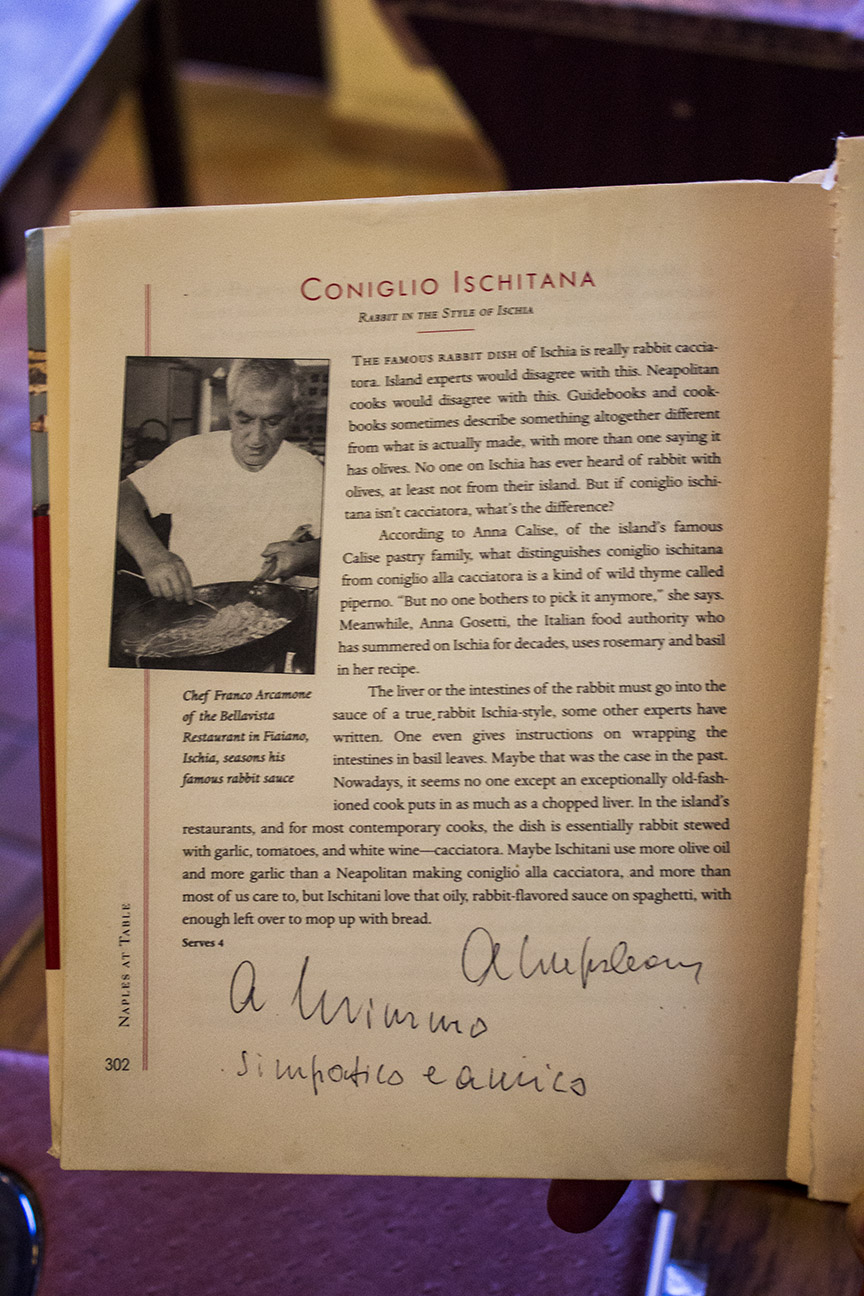 CONIGLIO ISCHITANA
RABBIT IN THE STYLE OF ISCHIA
THE FAMOUS RABBIT DISH of Ischia is really rabbit caccia-
tora. Island experts would disagree with this. Neapolitan
cooks would disagree with this. Guidebooks and cook-
books sometimes describe something altogether different
from what is actually made, with more than one saying it
has olives. No one on Ischia has ever heard of rabbit with
olives, at least not from their island. But if coniglio ischi-
tana isn't cacciatora, what's the difference?
According to Anna Calise, of the island's famous
Calise pastry family, what distinguishes coniglio ischitana
from coniglio alla cacciatora is a kind of wild thyme called
piperno. "But no one bothers to pick it anymore," she says.
Meanwhile, Anna Gosetti, the Italian food authority who
has summered on Ischia for decades, uses rosemary and basil
in her recipe.
The liver or the intestines of the rabbit must go into the
sauce of a true rabbit Ischia-style, some other experts have
written. One even gives instructions on wrapping the
intestines in basil leaves. Maybe that was the case in the past.
Nowadays, it seems no one except an exceptionally old-fash-
ioned cook puts in as much as a chopped liver. In the island's
restaurants, and for most contemporary cooks, the dish is essentially rabbit stewed
with garlic, tomatoes, and white wine—cacciatora. Maybe Ischitani use more olive oil
and more garlic than a Neapolitan making coniglio alla cacciatora, and more than
most of us care to, but Ischitani love that oily, rabbit-flavored sauce on spaghetti, with
enough left over to mop up with bread.
Serves 4
Chef Franco Arcamone
of the Bellavista
Restaurant in Fiaiano,
Ischia, seasons his
famous rabbit sauce
A Mimmo
simpatico e amico
NAPLES AT TABLE
302